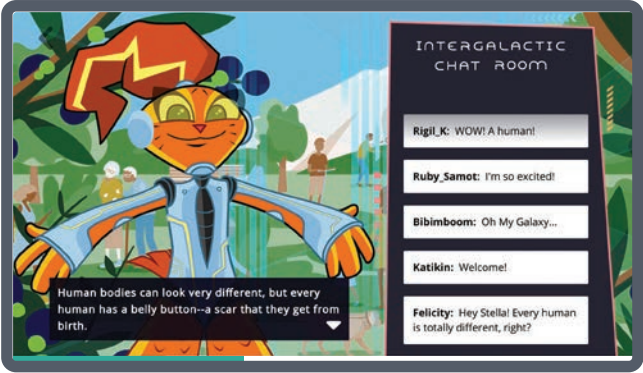 INTERGALACTIC
CHAT ROOM
Rigil_K: WOW! A human!
Ruby_Samot: I'm so excited!
Bibimboom: Oh My Galaxy...
Katikin: Welcome!
Felicity: Hey Stella! Every human
is totally different, right?
Human bodies can look very different, but every
human has a belly button--a scar that they get from
birth.